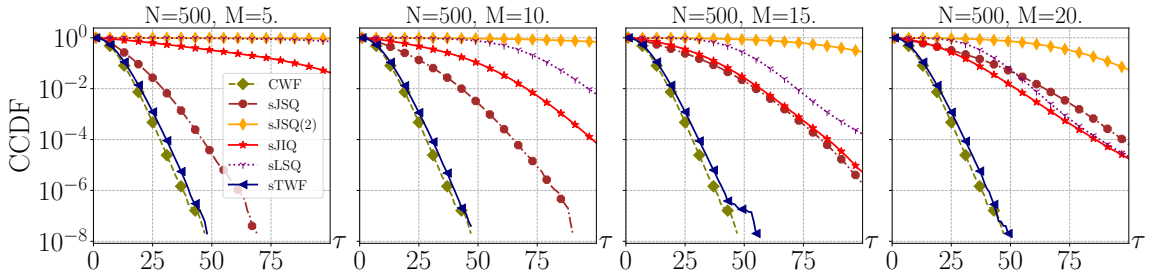 N=500, M=5.
N=500, M=10.
N=500, M=15.
N=500, M=20.
CCDF
10⁰
10⁻²
10⁻⁴
10⁻⁶
10⁻⁸
CWF
sJSQ
sJSQ(2)
sJIQ
sLSQ
sTWF
0 25 50 75 τ
0 25 50 75 τ
0 25 50 75 τ
0 25 50 75 τ